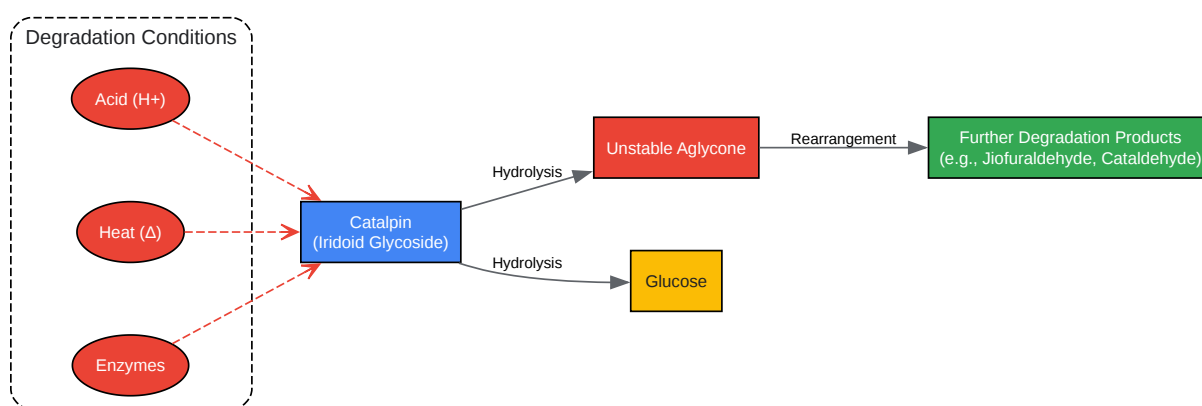 Degradation Conditions
Acid (H+)
Heat (Δ)
Enzymes
Catalpin
(Iridoid Glycoside)
Hydrolysis
Hydrolysis
Unstable Aglycone
Glucose
Rearrangement
Further Degradation Products
(e.g., Jiofuraldehyde, Cataldehyde)